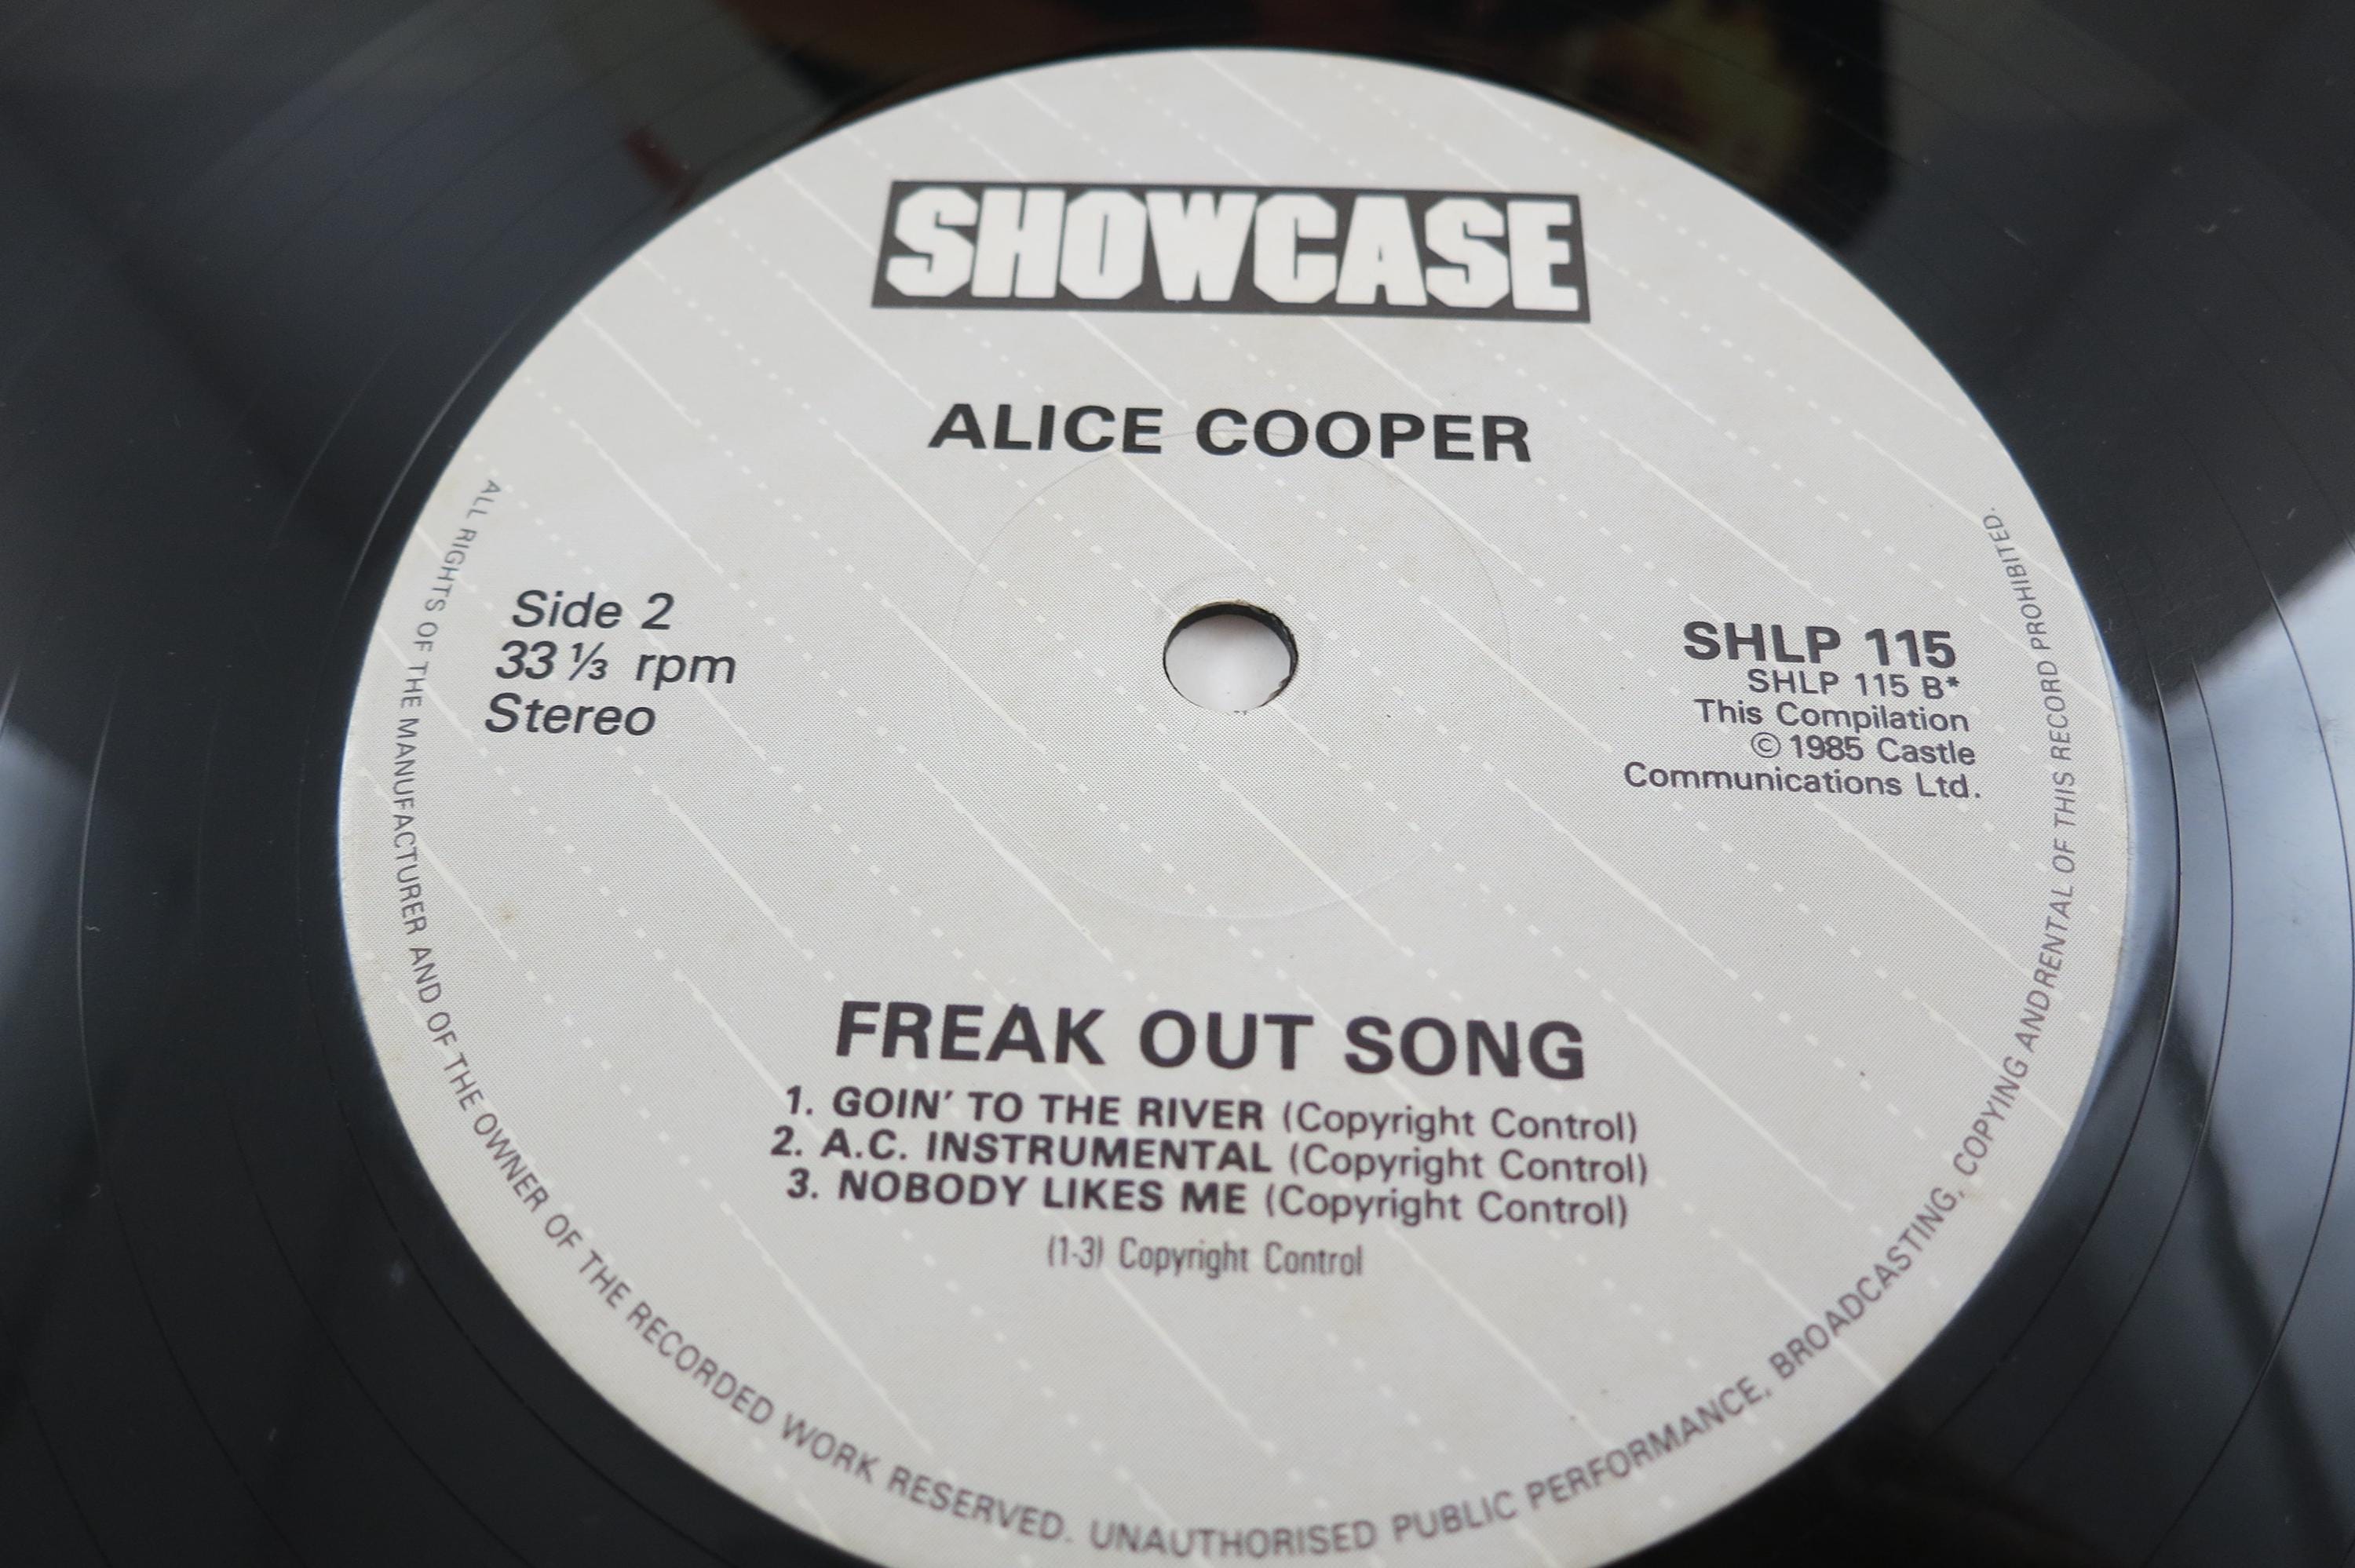 SHOWCASE
ALICE COOPER
Side 2
33 ⅓ rpm
Stereo
SHLP 115
SHLP 115 B*
This Compilation
© 1985 Castle
Communications Ltd.
FREAK OUT SONG
1. GOIN' TO THE RIVER (Copyright Control)
2. A.C. INSTRUMENTAL (Copyright Control)
3. NOBODY LIKES ME (Copyright Control)
(1-3) Copyright Control
ALL RIGHTS OF THE MANUFACTURER AND OF THE OWNER OF THE RECORDED WORK RESERVED. UNAUTHORISED PUBLIC PERFORMANCE, BROADCASTING, COPYING AND RENTAL OF THIS RECORD PROHIBITED.